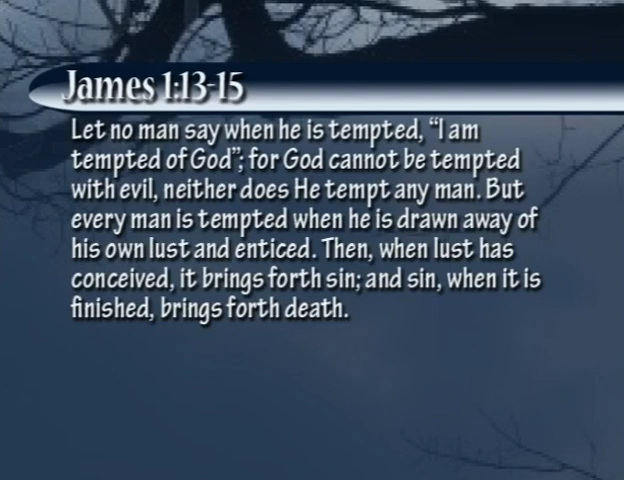 James 1:13-15
Let no man say when he is tempted, “I am
tempted of God”; for God cannot be tempted
with evil, neither does He tempt any man. But
every man is tempted when he is drawn away of
his own lust and enticed. Then, when lust has
conceived, it brings forth sin; and sin, when it is
finished, brings forth death.